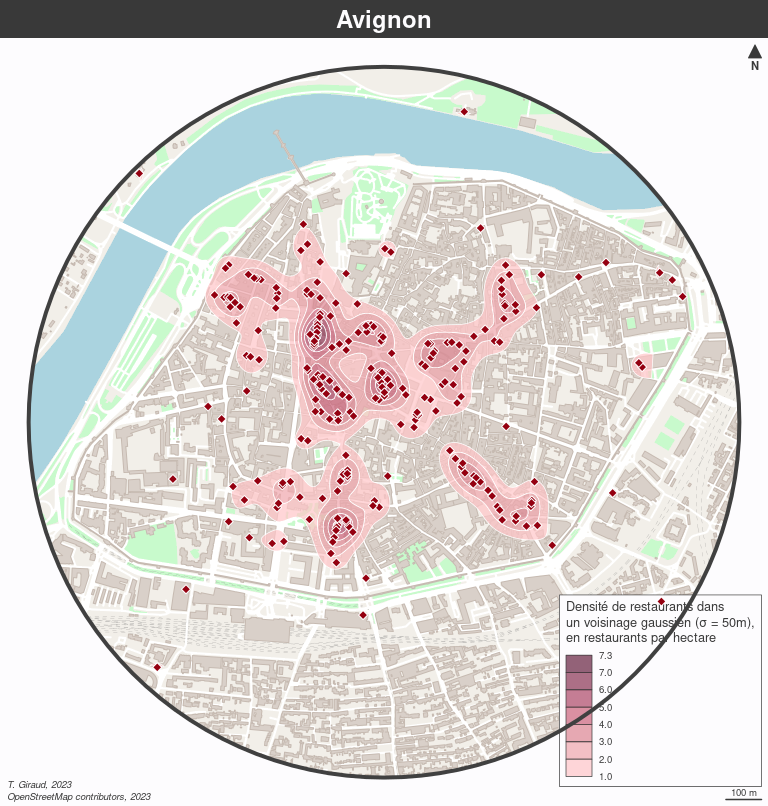 Avignon
N
Densité de restaurants dans
un voisinage gaussien (σ = 50m),
en restaurants par hectare
7.3
7.0
6.0
5.0
4.0
3.0
2.0
1.0
T. Giraud, 2023
OpenStreetMap contributors, 2023
100 m